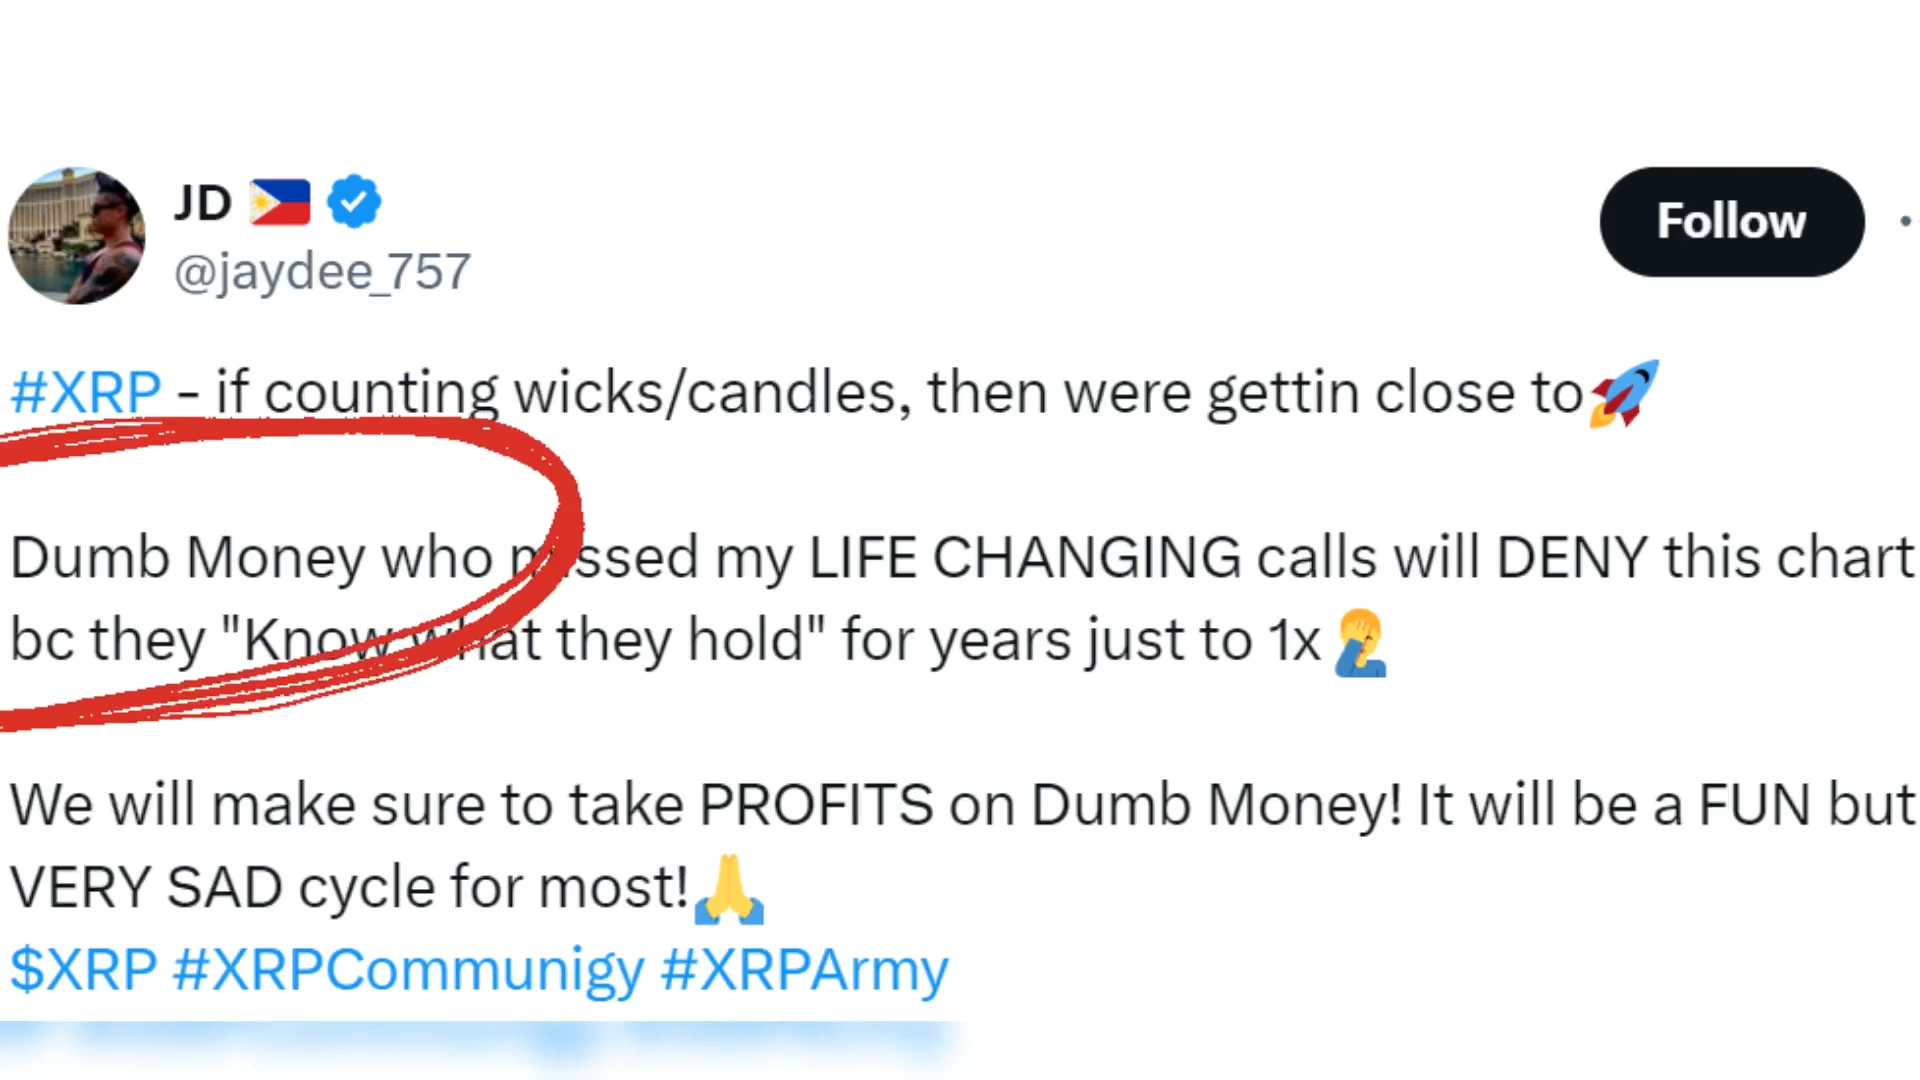 JD 🇵🇭
@jaydee_757
Follow
#XRP - if counting wicks/candles, then were gettin close to🚀
Dumb Money who missed my LIFE CHANGING calls will DENY this chart
bc they "Know what they hold" for years just to 1x🤦‍♂️
We will make sure to take PROFITS on Dumb Money! It will be a FUN but
VERY SAD cycle for most!🙏
$XRP #XRPCommunigy #XRPArmy